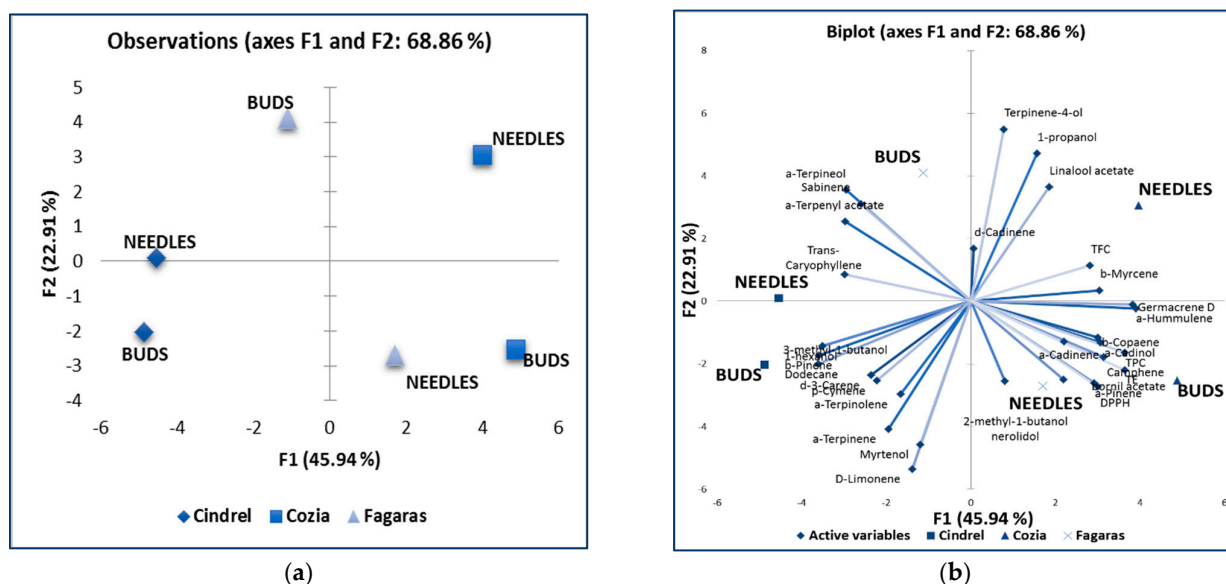 Observations (axes F1 and F2: 68.86 %)
5
4
3
2
1
0
-1
-2
-3
-4
-6
-4
-2
0
2
4
6
F2 (22.91 %)
F1 (45.94 %)
BUDS
NEEDLES
NEEDLES
BUDS
NEEDLES
BUDS
Cindrel
Cozia
Fagaras
(a)
Biplot (axes F1 and F2: 68.86 %)
8
6
4
2
0
-2
-4
-6
-6
-4
-2
0
2
4
6
F2 (22.91 %)
F1 (45.94 %)
Terpinene-4-ol
1-propanol
BUDS
Linalool acetate
a-Terpineol
Sabinene
NEEDLES
a-Terpenyl acetate
d-Cadinene
Trans-
Caryophyllene
TFC
b-Myrcene
NEEDLES
Germacrene D
a-Hummulene
3-methyl-1-butanol
1-hexanol
b-Pinene
Dodecane
d-3-Carene
p-Cymene
a-Terpinolene
b-Copaene
a-Cadinol
a-Cadinene
TPC
Camphene
TE
Bornil acetate
a-Pinene
DPPH
BUDS
NEEDLES
BUDS
2-methyl-1-butanol
nerolidol
a-Terpinene
Myrtenol
D-Limonene
Active variables
Cindrel
Cozia
Fagaras
(b)